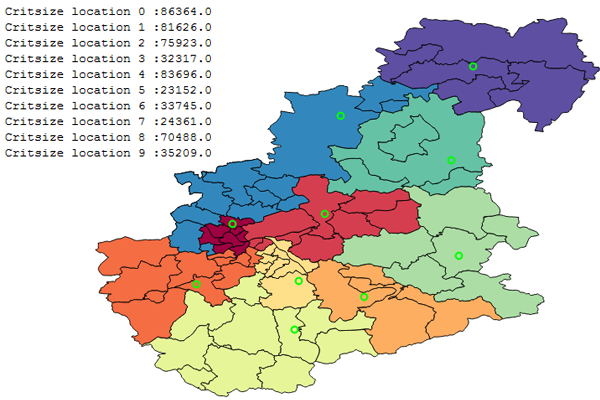 Critsize location 0 :86364.0
Critsize location 1 :81626.0
Critsize location 2 :75923.0
Critsize location 3 :32317.0
Critsize location 4 :83696.0
Critsize location 5 :23152.0
Critsize location 6 :33745.0
Critsize location 7 :24361.0
Critsize location 8 :70488.0
Critsize location 9 :35209.0